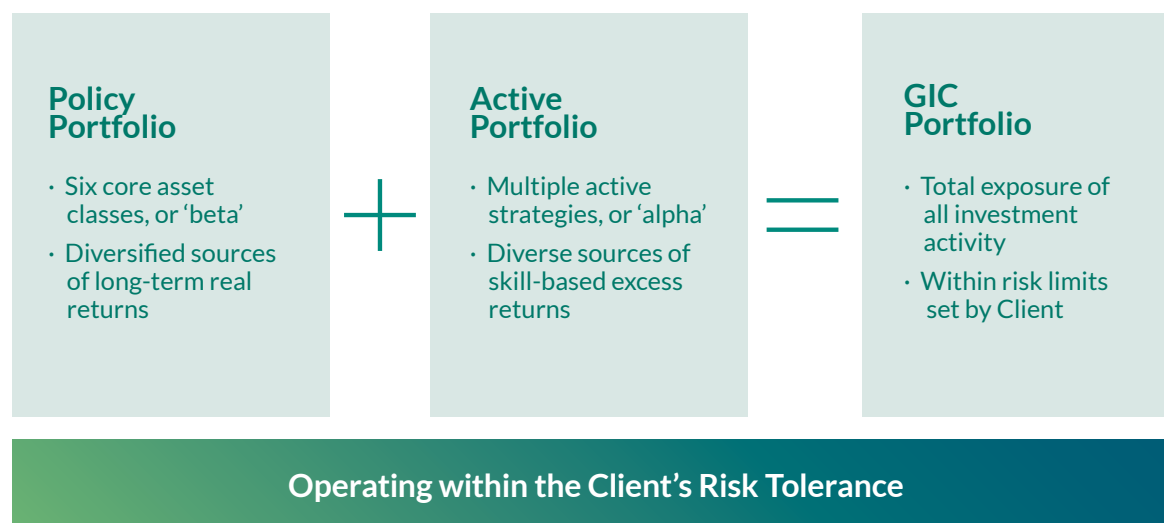 Policy
Portfolio
· Six core asset
classes, or ‘beta’
· Diversified sources
of long-term real
returns
Active
Portfolio
· Multiple active
strategies, or ‘alpha’
· Diverse sources of
skill-based excess
returns
GIC
Portfolio
· Total exposure of
all investment
activity
· Within risk limits
set by Client
Operating within the Client’s Risk Tolerance